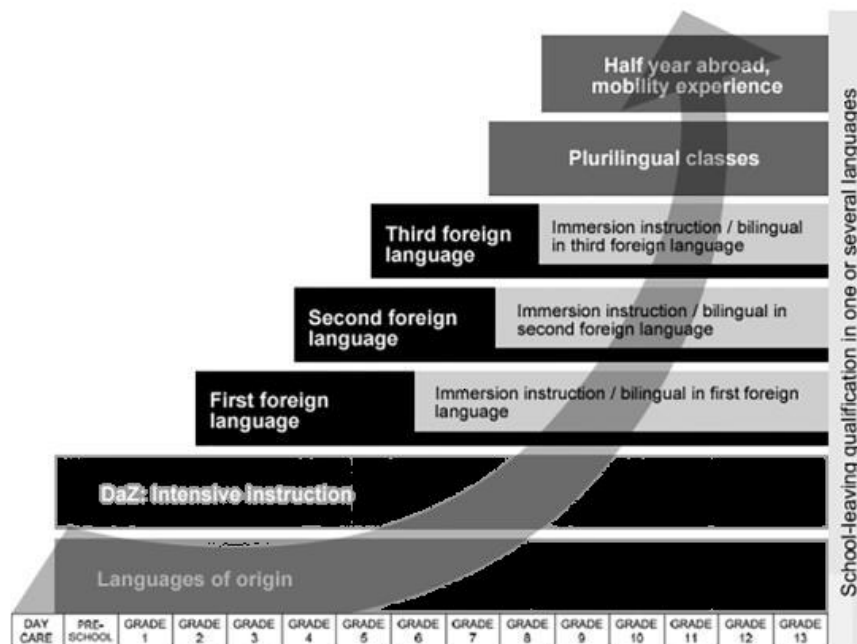 Half year abroad,
mobility experience
Plurilingual classes
Third foreign
language
Immersion instruction / bilingual
in third foreign language
Second foreign
language
Immersion instruction / bilingual in
second foreign language
First foreign
language
Immersion instruction / bilingual in first foreign
language
DaZ: Intensive instruction
Languages of origin
DAY
CARE
PRE-
SCHOOL
GRADE
1
GRADE
2
GRADE
3
GRADE
4
GRADE
5
GRADE
6
GRADE
7
GRADE
8
GRADE
9
GRADE
10
GRADE
11
GRADE
12
GRADE
13
School-leaving qualification in one or several languages